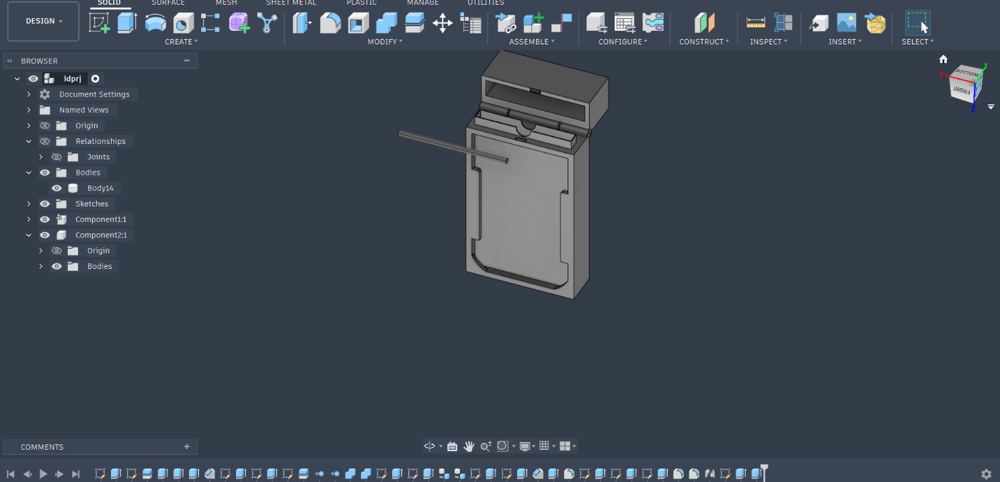 SOLID
SURFACE
MESH
SHEET METAL
PLASTIC
MANAGE
UTILITIES
DESIGN
CREATE
MODIFY
ASSEMBLE
CONFIGURE
CONSTRUCT
INSPECT
INSERT
SELECT
BROWSER
idprj
Document Settings
Named Views
Origin
Relationships
Joints
Bodies
Body14
Sketches
Component1:1
Component2:1
Origin
Bodies
BOTTOM
FRONT
X
Y
Z
COMMENTS